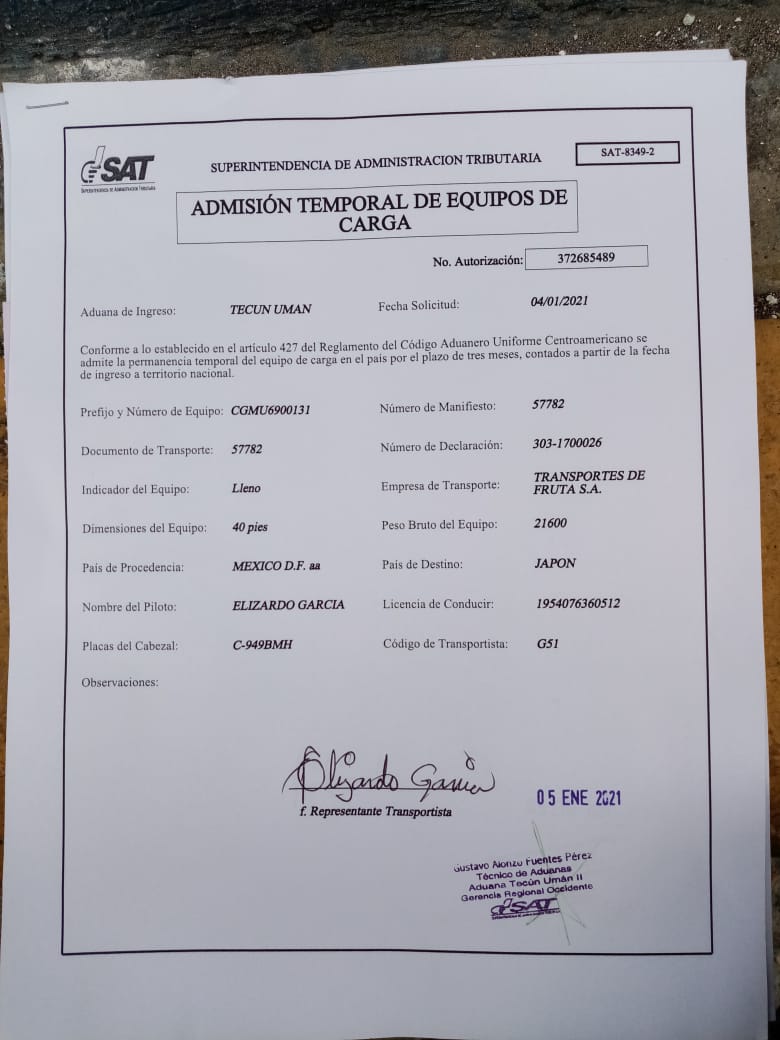 SAT
SUPERINTENDENCIA DE ADMINISTRACION TRIBUTARIA
SUPERINTENDENCIA DE ADMINISTRACION TRIBUTARIA
SAT-8349-2
ADMISIÓN TEMPORAL DE EQUIPOS DE
CARGA
No. Autorización: 372685489
Aduana de Ingreso: TECUN UMAN Fecha Solicitud: 04/01/2021
Conforme a lo establecido en el artículo 427 del Reglamento del Código Aduanero Uniforme Centroamericano se
admite la permanencia temporal del equipo de carga en el país por el plazo de tres meses, contados a partir de la fecha
de ingreso a territorio nacional.
Prefijo y Número de Equipo: CGMU6900131 Número de Manifiesto: 57782
Documento de Transporte: 57782 Número de Declaración: 303-1700026
Indicador del Equipo: Lleno Empresa de Transporte: TRANSPORTES DE
FRUTA S.A.
Dimensiones del Equipo: 40 pies Peso Bruto del Equipo: 21600
País de Procedencia: MEXICO D.F. aa País de Destino: JAPON
Nombre del Piloto: ELIZARDO GARCIA Licencia de Conducir: 1954076360512
Placas del Cabezal: C-949BMH Código de Transportista: G51
Observaciones:
Elizardo Garcia
f. Representante Transportista
05 ENE 2021
Gustavo Alonzo Fuentes Pérez
Técnico de Aduanas
Aduana Tecún Umán II
Gerencia Regional Occidente
SAT